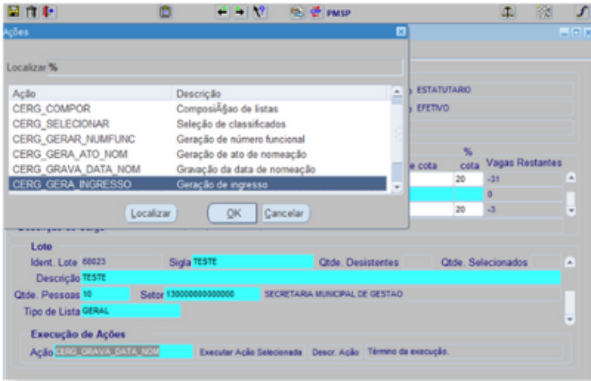 PMSP
Ações
Localizar %
Ação Descrição
CERG_COMPOR ComposiÃ§ao de listas
CERG_SELECIONAR Seleção de classificados
CERG_GERAR_NUMFUNC Geração de número funcional
CERG_GERA_ATO_NOM Geração de ato de nomeação
CERG_GRAVA_DATA_NOM Gravação da data de nomeação
CERG_GERA_INGRESSO Geração de ingresso
Localizar OK Cancelar
ESTATUTARIO
EFETIVO
%
e cota cota Vagas Restantes
20 -31
0
20 -3
Lote
Ident. Lote 68023 Sigla TESTE Qtde. Desistentes Qtde. Selecionados
Descrição TESTE
Qtde. Pessoas 10 Setor 130000000000000 SECRETARIA MUNICIPAL DE GESTAO
Tipo de Lista GERAL
Execução de Ações
Ação CERG_GRAVA_DATA_NOM Executar Ação Selecionada Descr. Ação Término da execução.